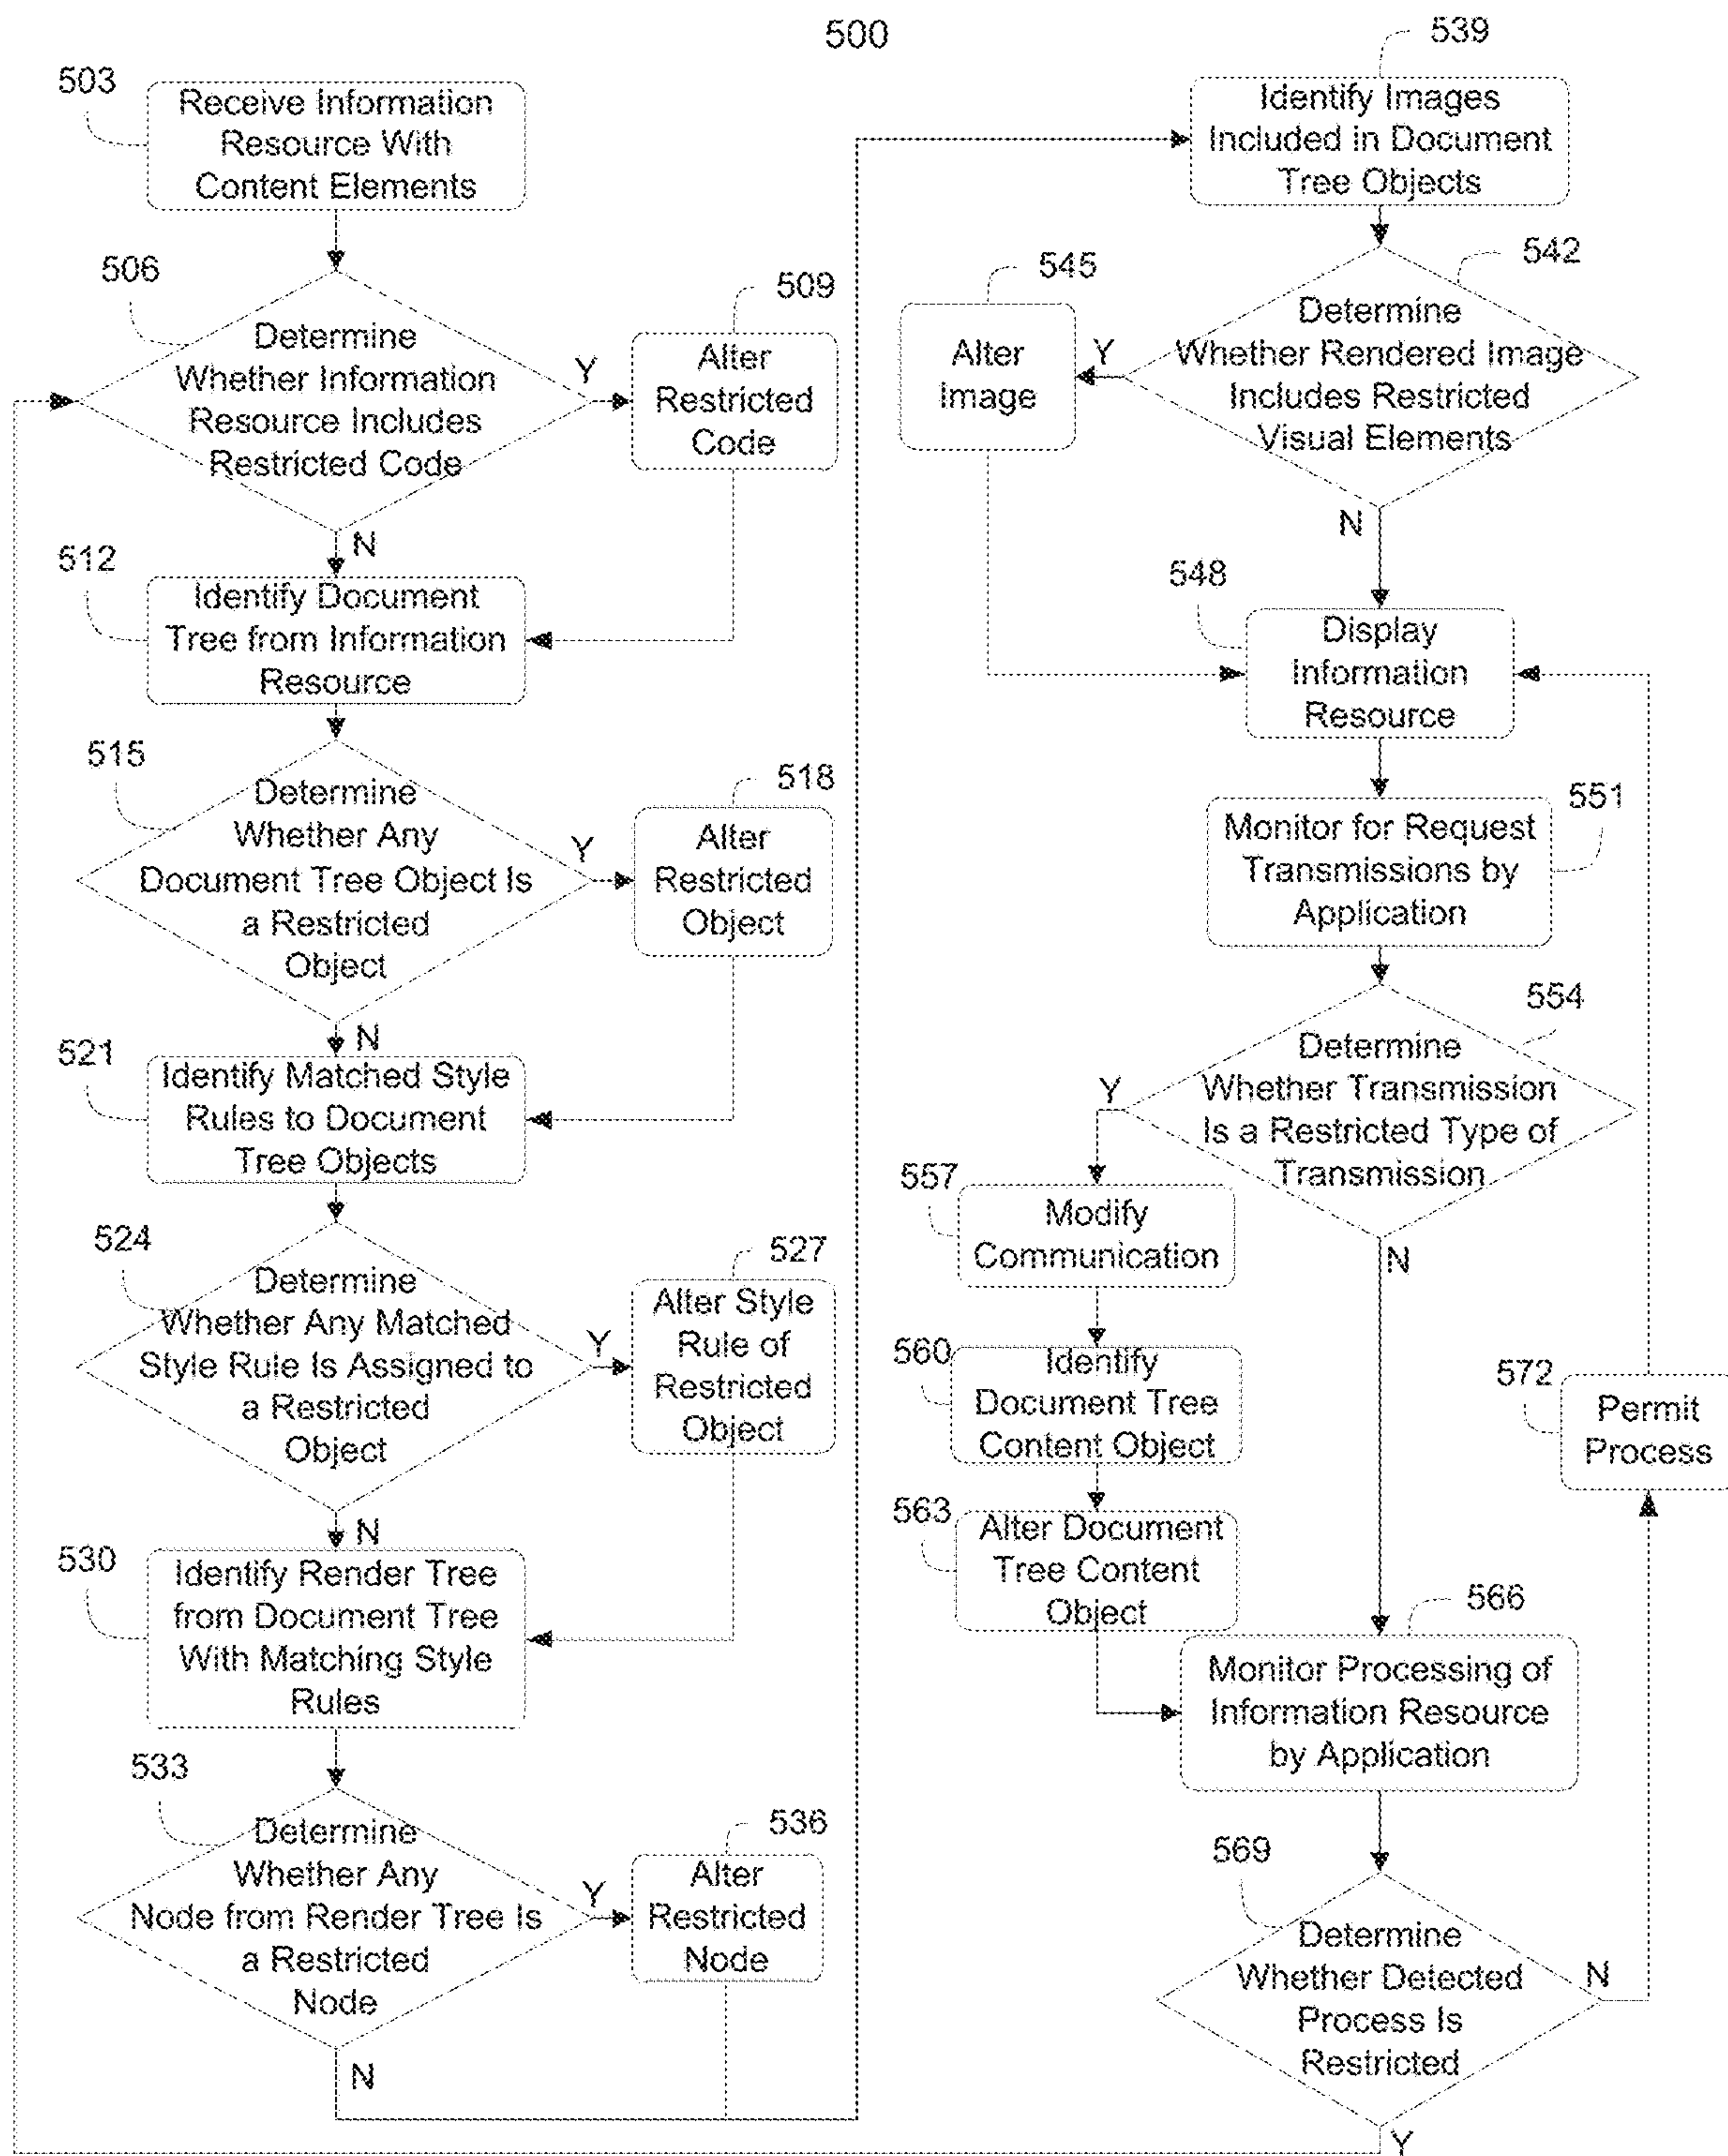 500
503
Receive Information
Resource With
Content Elements
506
Determine
Whether Information
Resource Includes
Restricted Code
Y
N
509
Alter
Restricted
Code
512
Identify Document
Tree from Information
Resource
515
Determine
Whether Any
Document Tree Object Is
a Restricted
Object
Y
N
518
Alter
Restricted
Object
521
Identify Matched Style
Rules to Document
Tree Objects
524
Determine
Whether Any Matched
Style Rule Is Assigned to
a Restricted
Object
Y
N
527
Alter Style
Rule of
Restricted
Object
530
Identify Render Tree
from Document Tree
With Matching Style
Rules
533
Determine
Whether Any
Node from Render Tree Is
a Restricted
Node
Y
N
536
Alter
Restricted
Node
539
Identify Images
Included in Document
Tree Objects
542
Determine
Whether Rendered Image
Includes Restricted
Visual Elements
Y
N
545
Alter
Image
548
Display
Information
Resource
551
Monitor for Request
Transmissions by
Application
554
Determine
Whether Transmission
Is a Restricted Type of
Transmission
Y
N
557
Modify
Communication
560
Identify
Document Tree
Content Object
563
Alter Document
Tree Content
Object
566
Monitor Processing of
Information Resource
by Application
569
Determine
Whether Detected
Process Is
Restricted
N
Y
572
Permit
Process